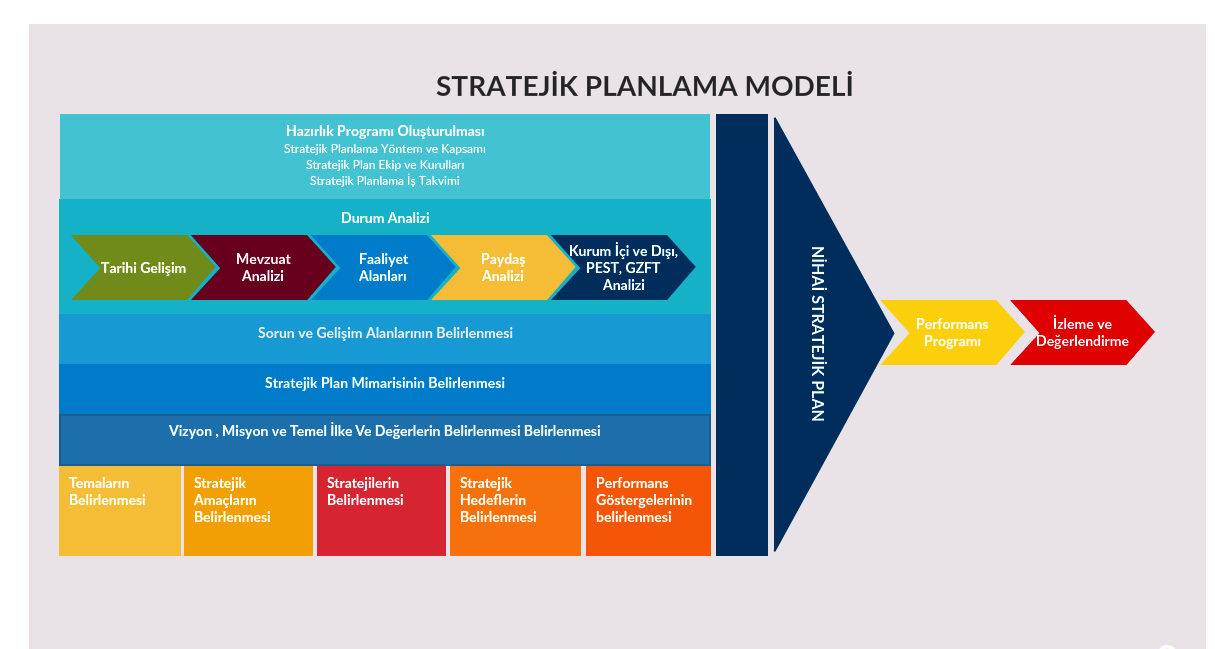 STRATEJİK PLANLAMA MODELİ
Hazırlık Programı Oluşturulması
Stratejik Planlama Yöntem ve Kapsamı
Stratejik Plan Ekip ve Kurulları
Stratejik Planlama İş Takvimi
Durum Analizi
Tarihi Gelişim
Mevzuat
Analizi
Faaliyet
Alanları
Paydaş
Analizi
Kurum İçi ve Dışı,
PEST, GZFT
Analizi
Sorun ve Gelişim Alanlarının Belirlenmesi
Stratejik Plan Mimarisinin Belirlenmesi
Vizyon , Misyon ve Temel İlke Ve Değerlerin Belirlenmesi Belirlenmesi
Temaların
Belirlenmesi
Stratejik
Amaçların
Belirlenmesi
Stratejilerin
Belirlenmesi
Stratejik
Hedeflerin
Belirlenmesi
Performans
Göstergelerinin
belirlenmesi
NİHAİ STRATEJİK PLAN
Performans
Programı
İzleme ve
Değerlendirme